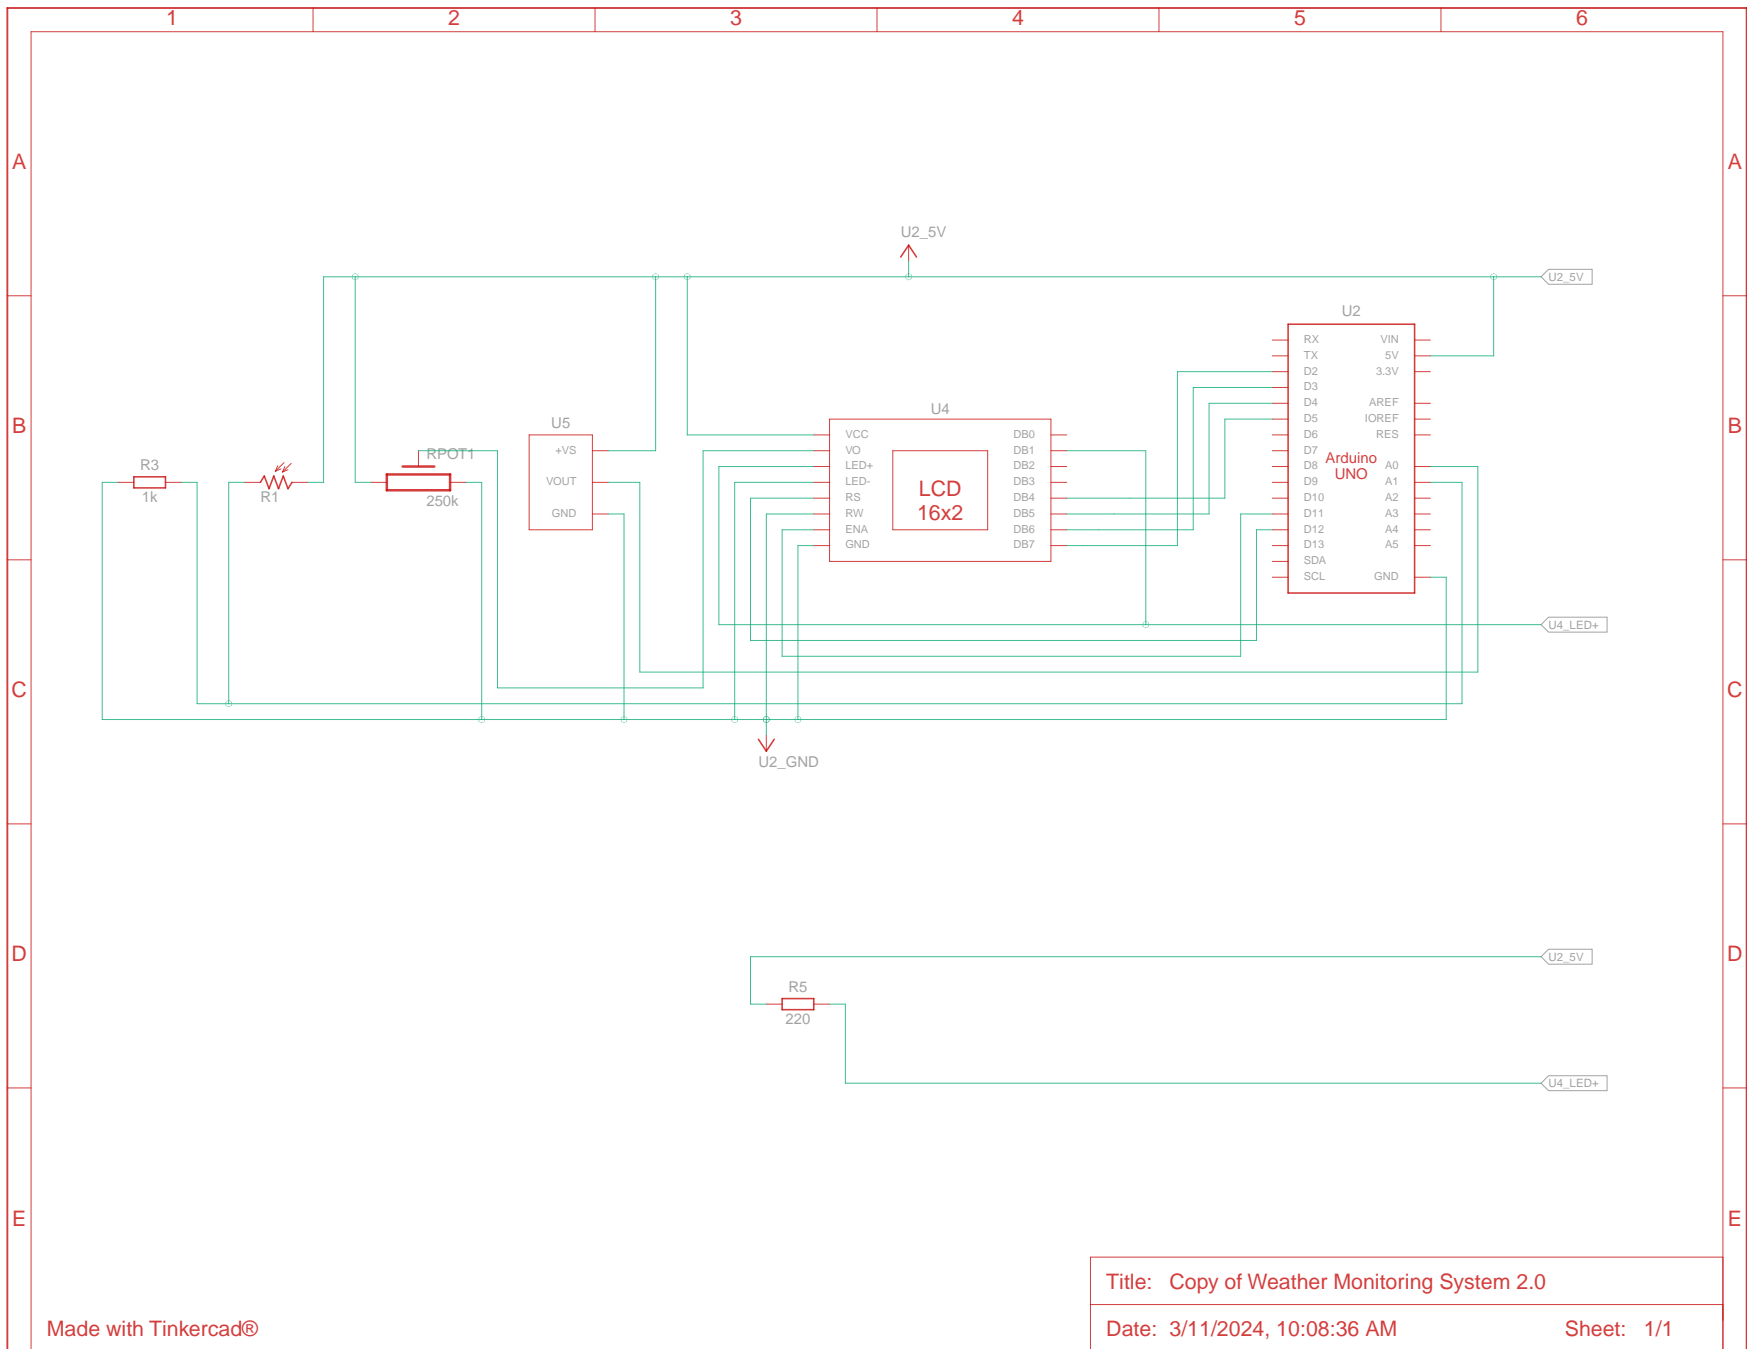 1 2 3 4 5 6
A A
U2_5V
U2_5V
U2
RX VIN
TX 5V
D2 3.3V
D3
D4 AREF
D5 IOREF
D6 RES
D7
D8 A0
D9 A1
D10 A2
D11 A3
D12 A4
D13 A5
SDA
SCL GND
Arduino
UNO
B B
U4
VCC DB0
VO DB1
LED+ DB2
LED- DB3
RS DB4
RW DB5
ENA DB6
GND DB7
LCD
16x2
U5
+VS
VOUT
GND
RPOT1
250k
R3
1k
R1
U4_LED+
C C
U2_GND
D D
U2_5V
R5
220
U4_LED+
E E
Title: Copy of Weather Monitoring System 2.0
Made with Tinkercad®
Date: 3/11/2024, 10:08:36 AM Sheet: 1/1